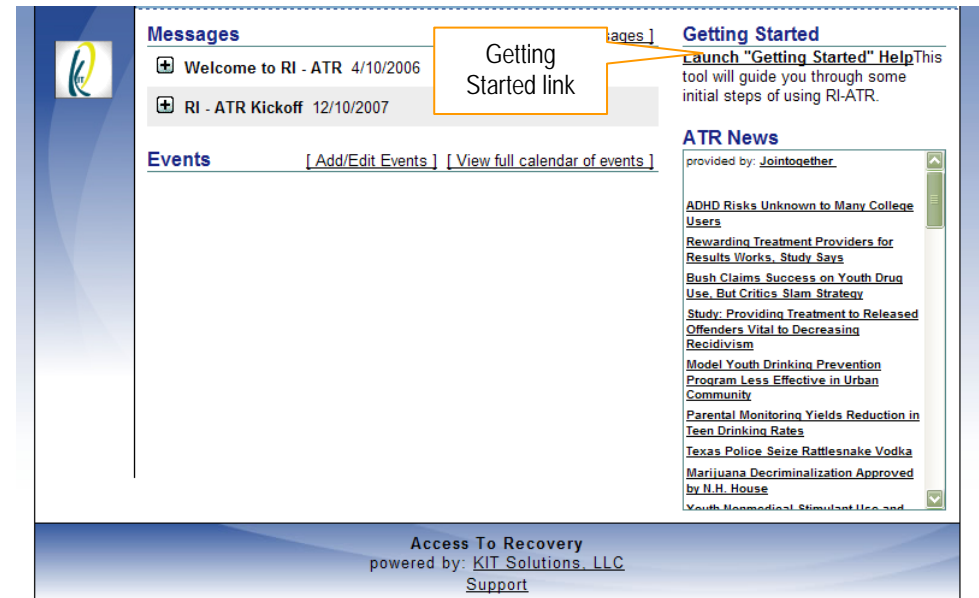 Messages
ages ]
Welcome to RI - ATR 4/10/2006
RI - ATR Kickoff 12/10/2007
Getting
Started link
Events [ Add/Edit Events ] [ View full calendar of events ]
Getting Started
Launch "Getting Started" HelpThis
tool will guide you through some
initial steps of using RI-ATR.
ATR News
provided by: Jointogether
ADHD Risks Unknown to Many College
Users
Rewarding Treatment Providers for
Results Works, Study Says
Bush Claims Success on Youth Drug
Use, But Critics Slam Strategy
Study: Providing Treatment to Released
Offenders Vital to Decreasing
Recidivism
Model Youth Drinking Prevention
Program Less Effective in Urban
Community
Parental Monitoring Yields Reduction in
Teen Drinking Rates
Texas Police Seize Rattlesnake Vodka
Marijuana Decriminalization Approved
by N.H. House
Youth Nonmedical Stimulant Use and
Access To Recovery
powered by: KIT Solutions, LLC
Support